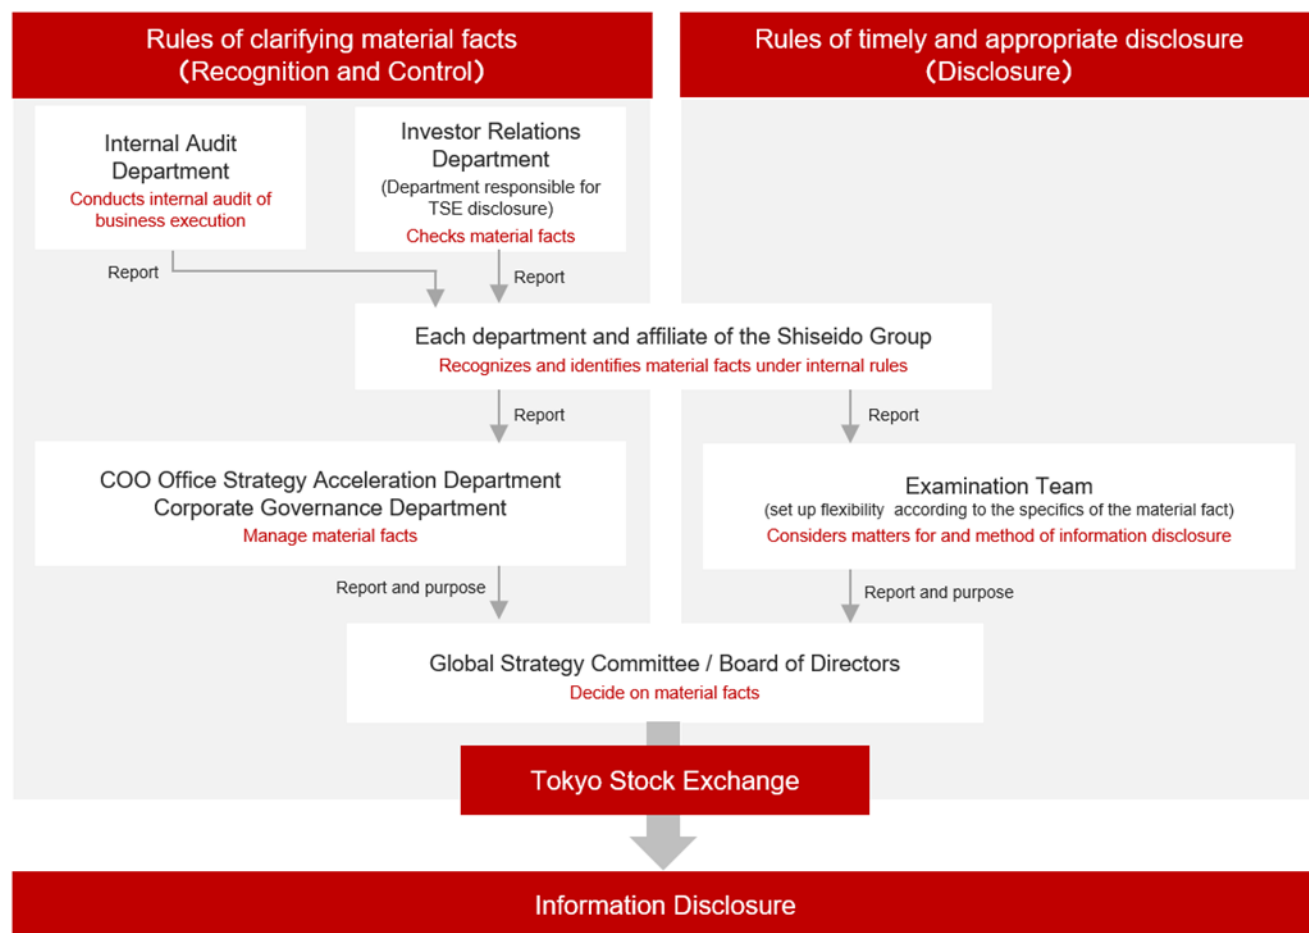 Rules of clarifying material facts
（Recognition and Control）
Rules of timely and appropriate disclosure
（Disclosure）
Internal Audit
Department
Conducts internal audit of
business execution
Investor Relations
Department
(Department responsible for
TSE disclosure)
Checks material facts
Report
Report
Each department and affiliate of the Shiseido Group
Recognizes and identifies material facts under internal rules
Report
Report
COO Office Strategy Acceleration Department
Corporate Governance Department
Manage material facts
Examination Team
(set up flexibility according to the specifics of the material fact)
Considers matters for and method of information disclosure
Report and purpose
Report and purpose
Global Strategy Committee / Board of Directors
Decide on material facts
Tokyo Stock Exchange
Information Disclosure